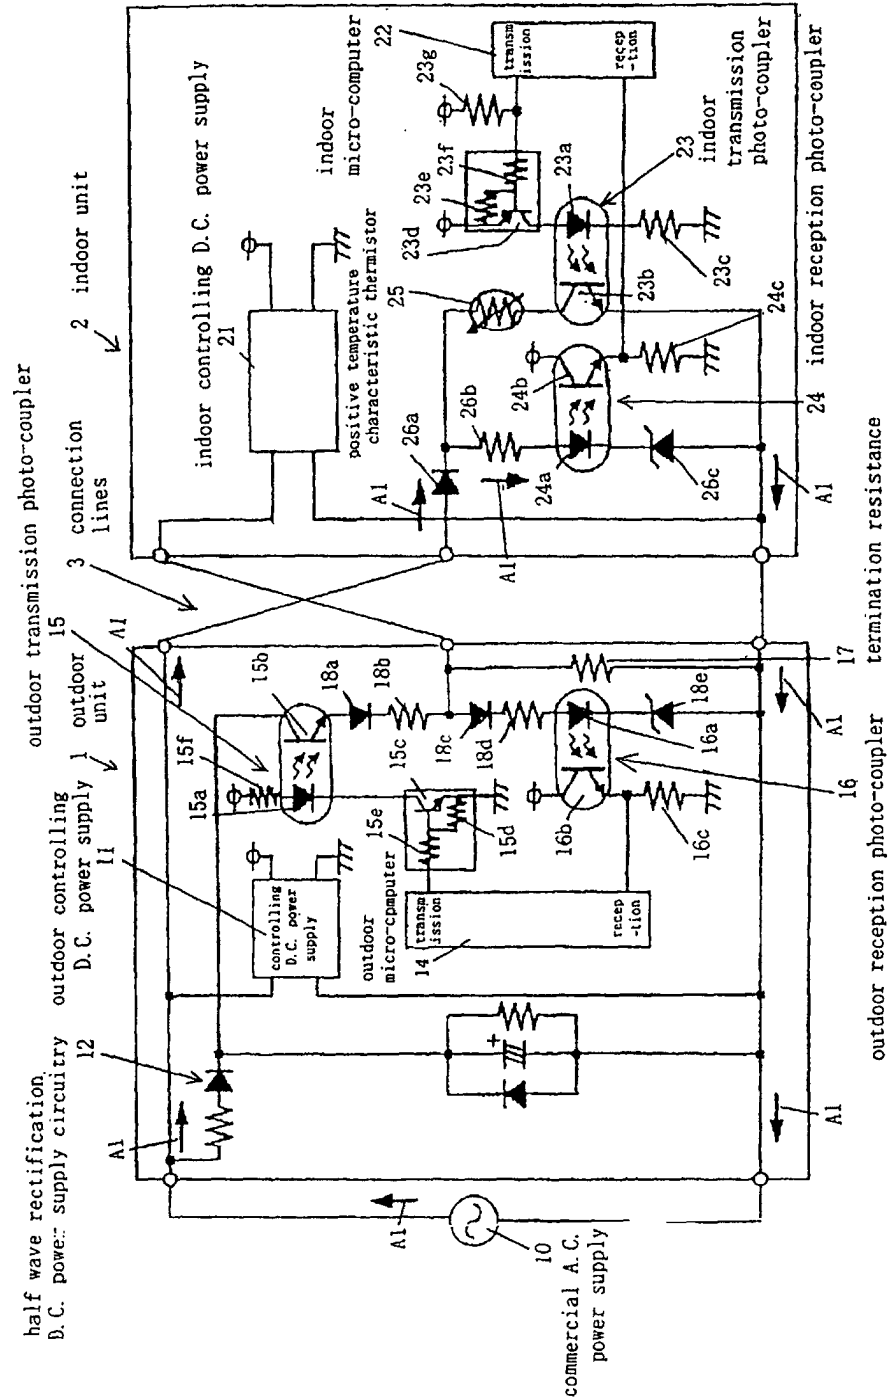 half wave rectification
D.C. power supply circuitry
12
outdoor controlling
D.C. power supply
11
1 outdoor
unit
outdoor transmission photo-coupler
15
A1
3 connection
lines
2 indoor unit
indoor controlling D.C. power supply
21
positive temperature
characteristic thermistor
25
indoor
micro-computer
22
transm
ission
recep
-tion
23g
23f
23e
23d
23a
23
indoor
transmission
photo-coupler
23b
23c
24c
indoor reception photo-coupler
24
24b
24a
26a
26b
26c
A1
A1
A1
15f
15a
15b
18a
18b
15c
18c
18d
15e
15d
16b
16a
18e
16c
16
17 termination resistance
A1
controlling
D.C. power
supply
outdoor
micro-cpmputer
14
transm
ission
recep
-tion
outdoor reception photo-coupler
+
A1
A1
A1
10
commercial A.C.
power supply